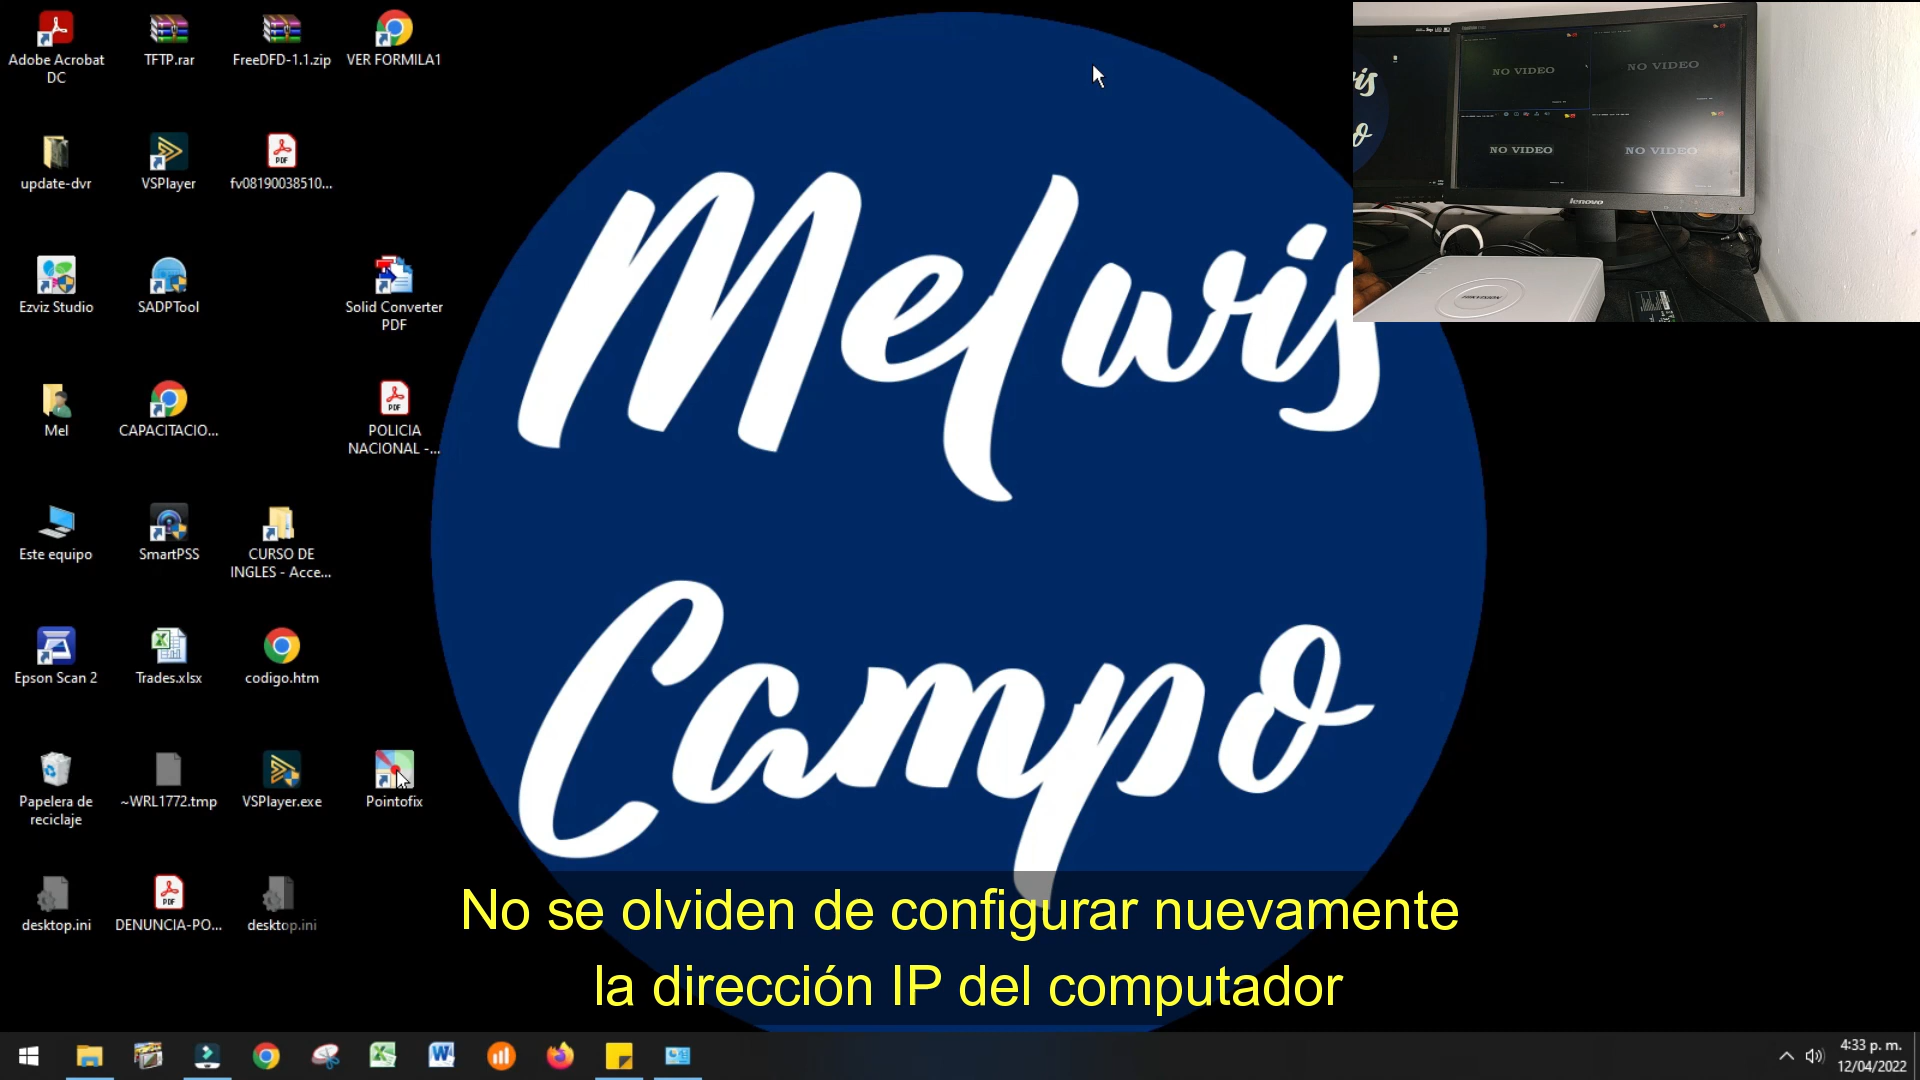 Adobe Acrobat
DC
TFTP.rar
FreeDFD-1.1.zip
VER FORMILA1
update-dvr
VSPlayer
fv08190038510...
Ezviz Studio
SADPTool
Solid Converter
PDF
Mel
CAPACITACIO...
POLICIA
NACIONAL -...
Este equipo
SmartPSS
CURSO DE
INGLES - Acce...
Epson Scan 2
Trades.xlsx
codigo.htm
Papelera de
reciclaje
~WRL1772.tmp
VSPlayer.exe
Pointofix
desktop.ini
DENUNCIA-PO...
desktop.ini
Melwis
Campo
NO VIDEO
NO VIDEO
NO VIDEO
NO VIDEO
lenovo
HIKVISION
No se olviden de configurar nuevamente
la dirección IP del computador
4:33 p. m.
12/04/2022